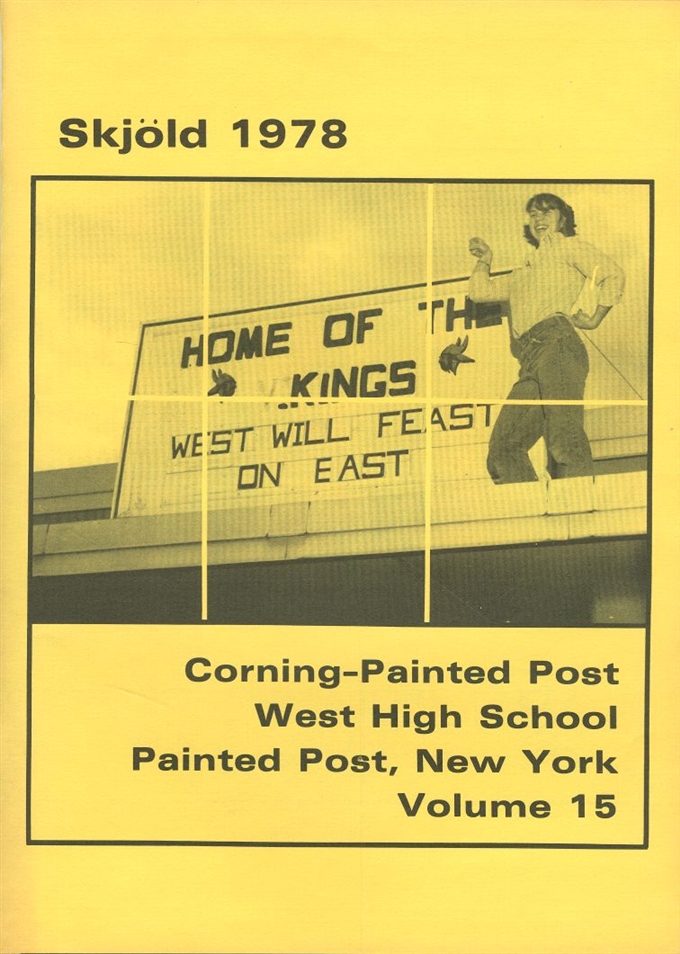 Skjöld 1978
HOME OF THE
VIKINGS
WEST WILL FEAST
ON EAST
Corning-Painted Post
West High School
Painted Post, New York
Volume 15